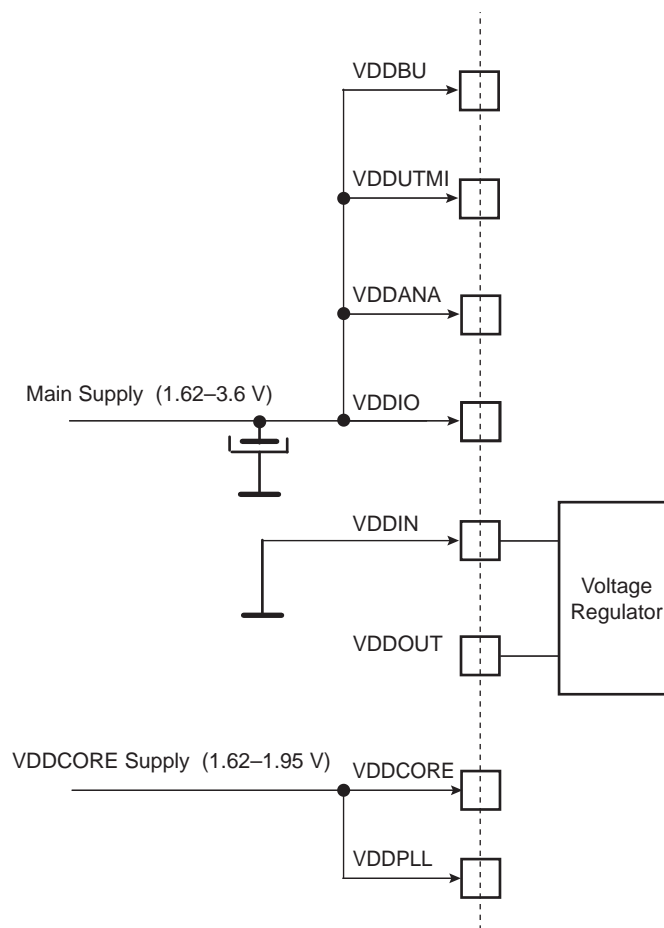 VDDBU
VDDUTMI
VDDANA
Main Supply (1.62–3.6 V)
VDDIO
VDDIN
Voltage
Regulator
VDDOUT
VDDCORE Supply (1.62–1.95 V)
VDDCORE
VDDPLL